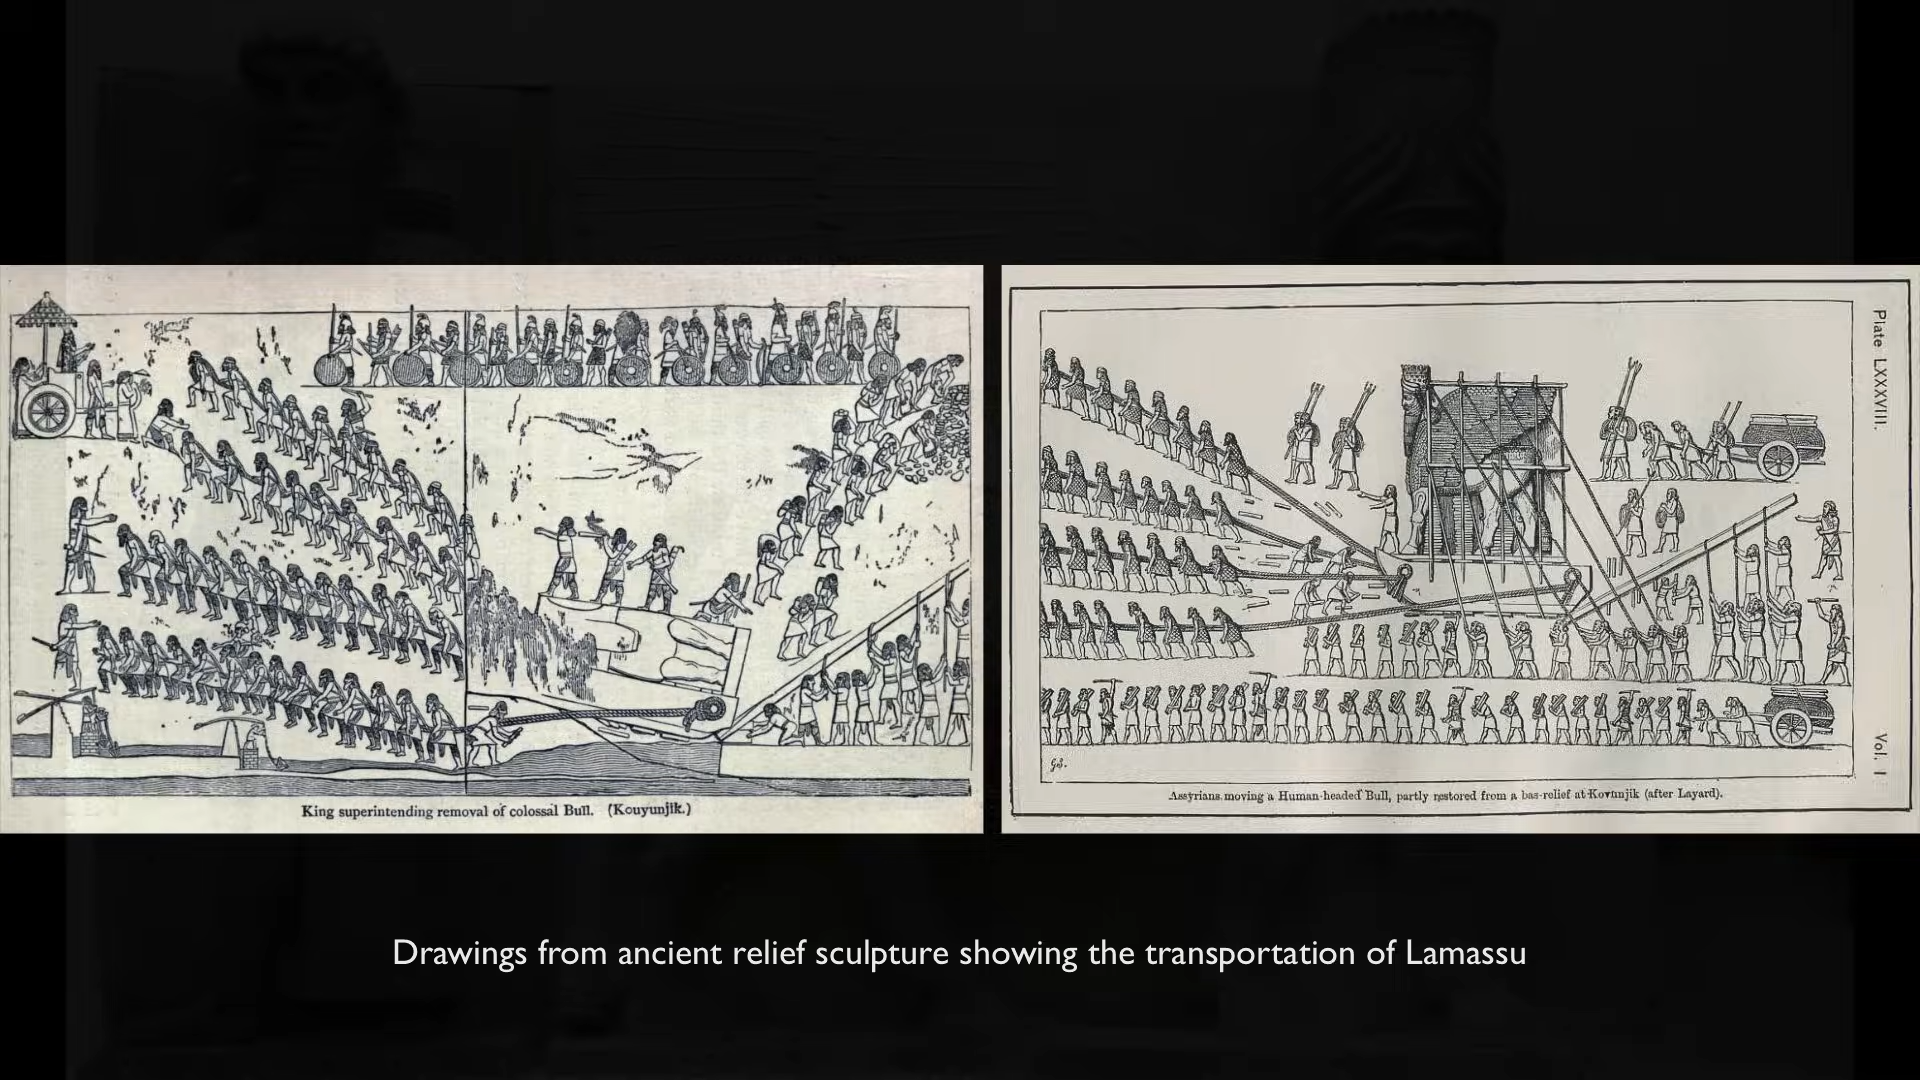 King superintending removal of colossal Bull. (Kouyunjik.)
Plate LXXXVIII.
Vol. I
G.S.
Assyrians moving a Human-headed Bull, partly restored from a bas-relief at Kovunjik (after Layard).
Drawings from ancient relief sculpture showing the transportation of Lamassu